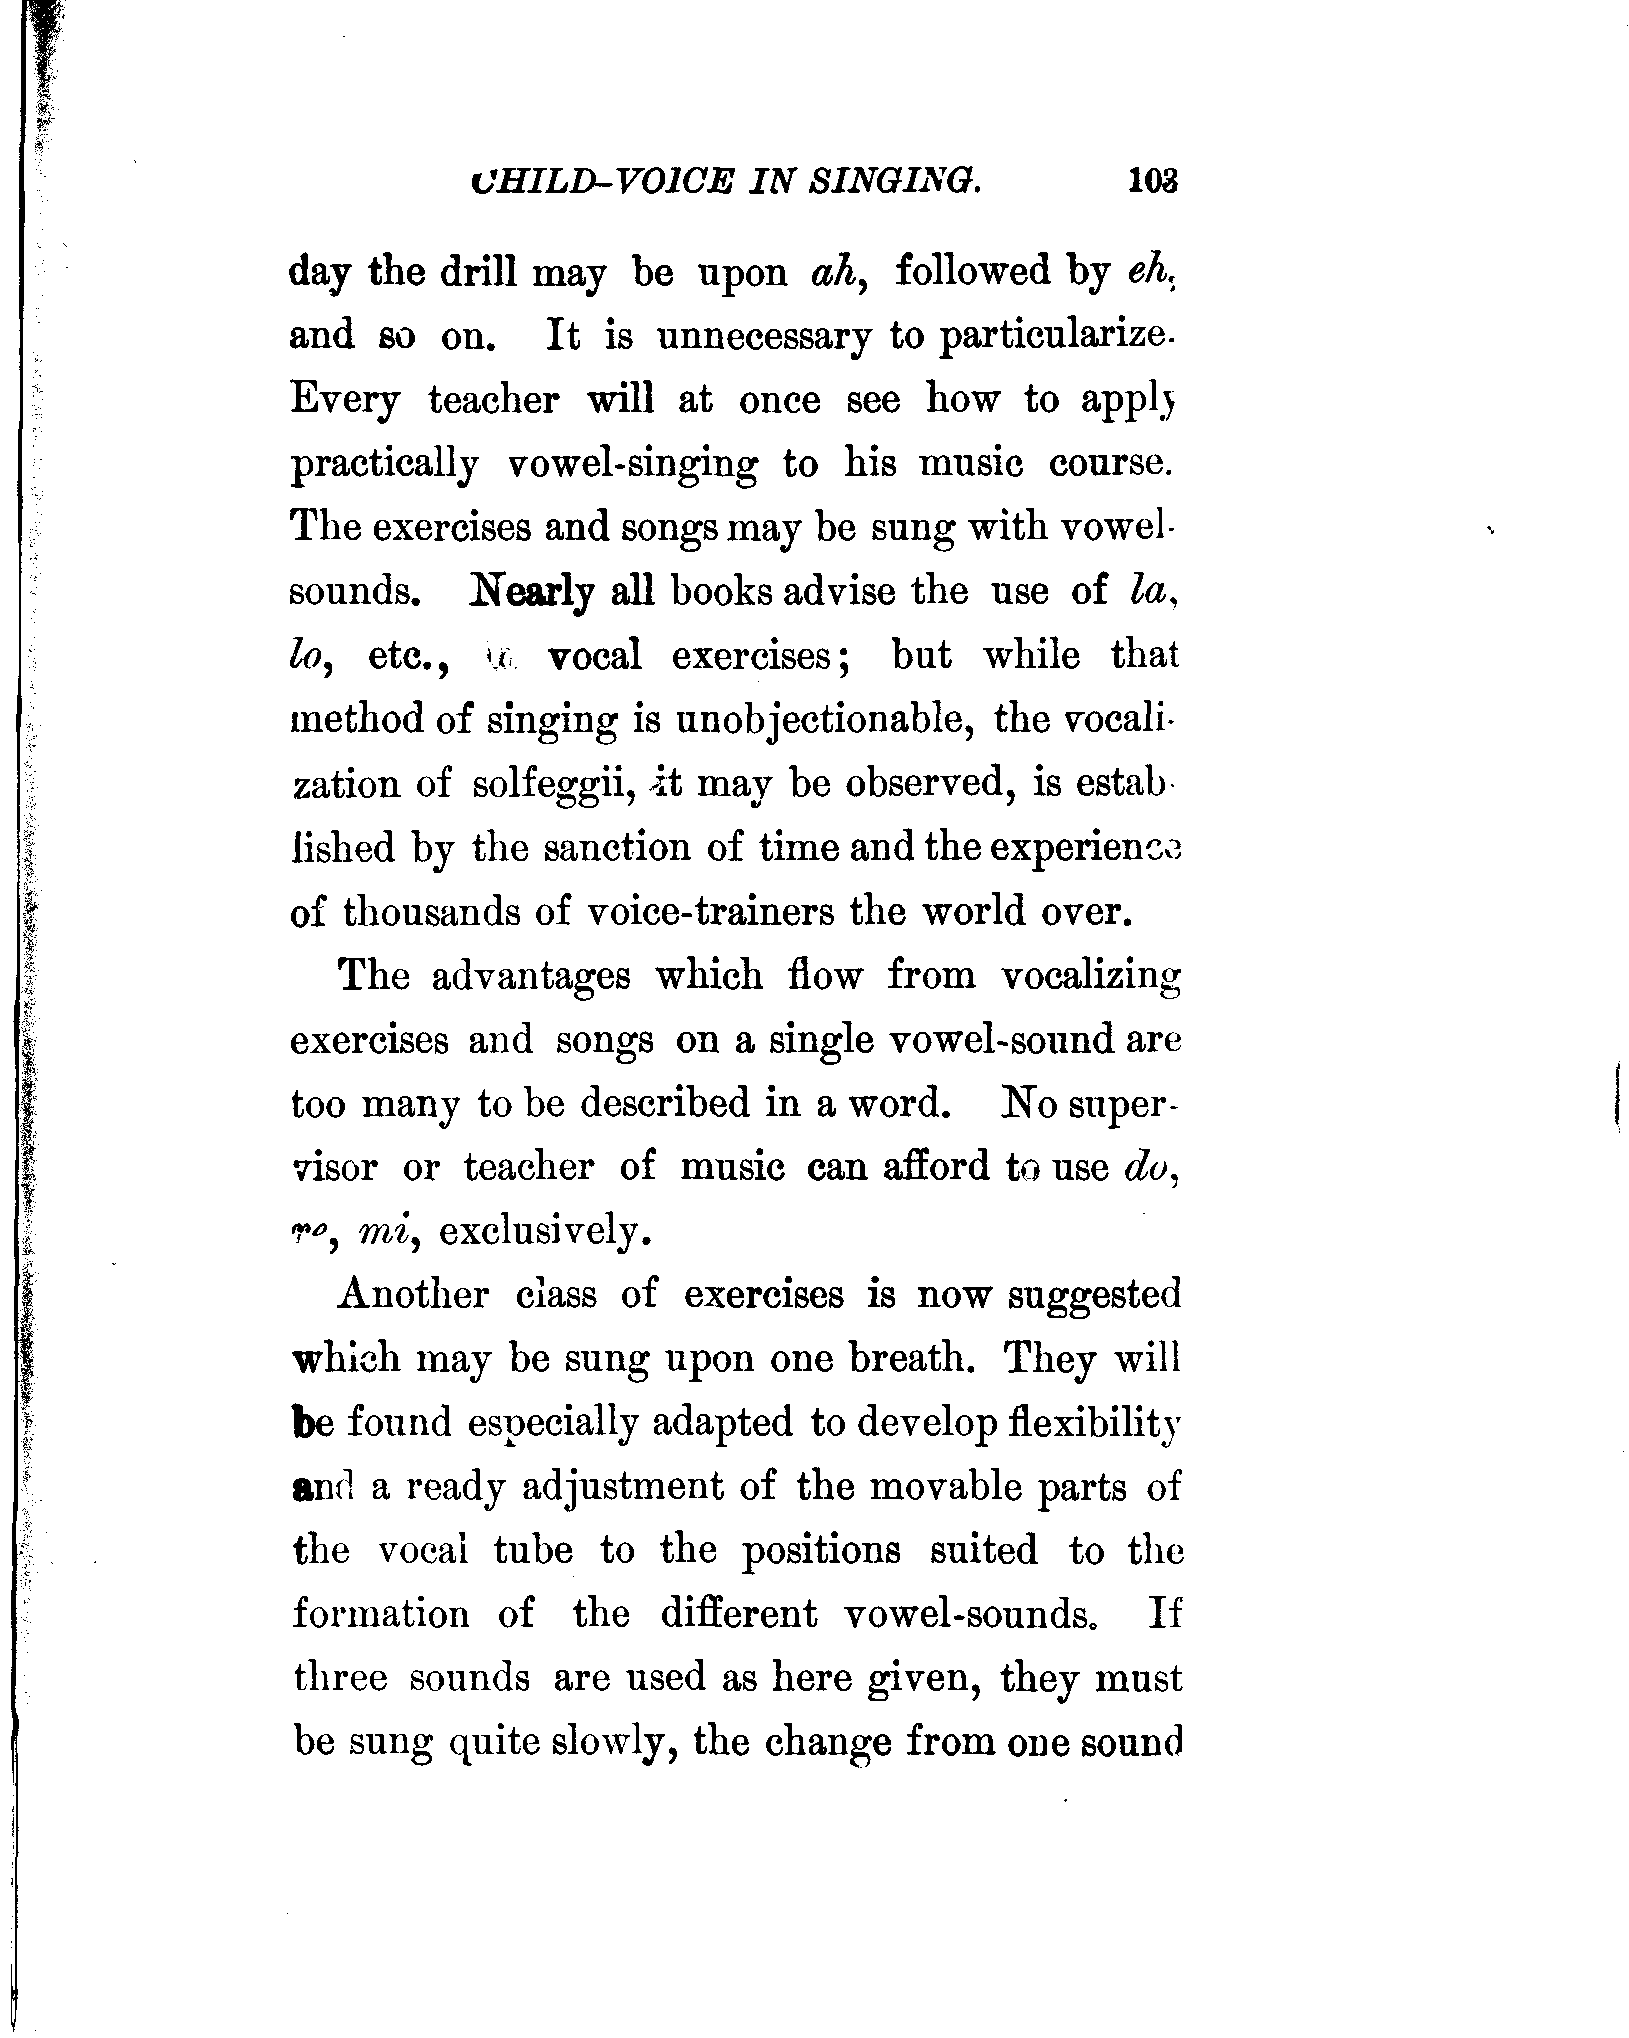 CHILD-VOICE IN SINGING. 103
day the drill may be upon ah, followed by eh,
and so on. It is unnecessary to particularize.
Every teacher will at once see how to apply
practically vowel-singing to his music course.
The exercises and songs may be sung with vowel-
sounds. Nearly all books advise the use of la,
lo, etc., vocal exercises; but while that
method of singing is unobjectionable, the vocali-
zation of solfeggii, it may be observed, is estab-
lished by the sanction of time and the experience
of thousands of voice-trainers the world over.
The advantages which flow from vocalizing
exercises and songs on a single vowel-sound are
too many to be described in a word. No super-
visor or teacher of music can afford to use do,
re, mi, exclusively.
Another class of exercises is now suggested
which may be sung upon one breath. They will
be found especially adapted to develop flexibility
and a ready adjustment of the movable parts of
the vocal tube to the positions suited to the
formation of the different vowel-sounds. If
three sounds are used as here given, they must
be sung quite slowly, the change from one sound